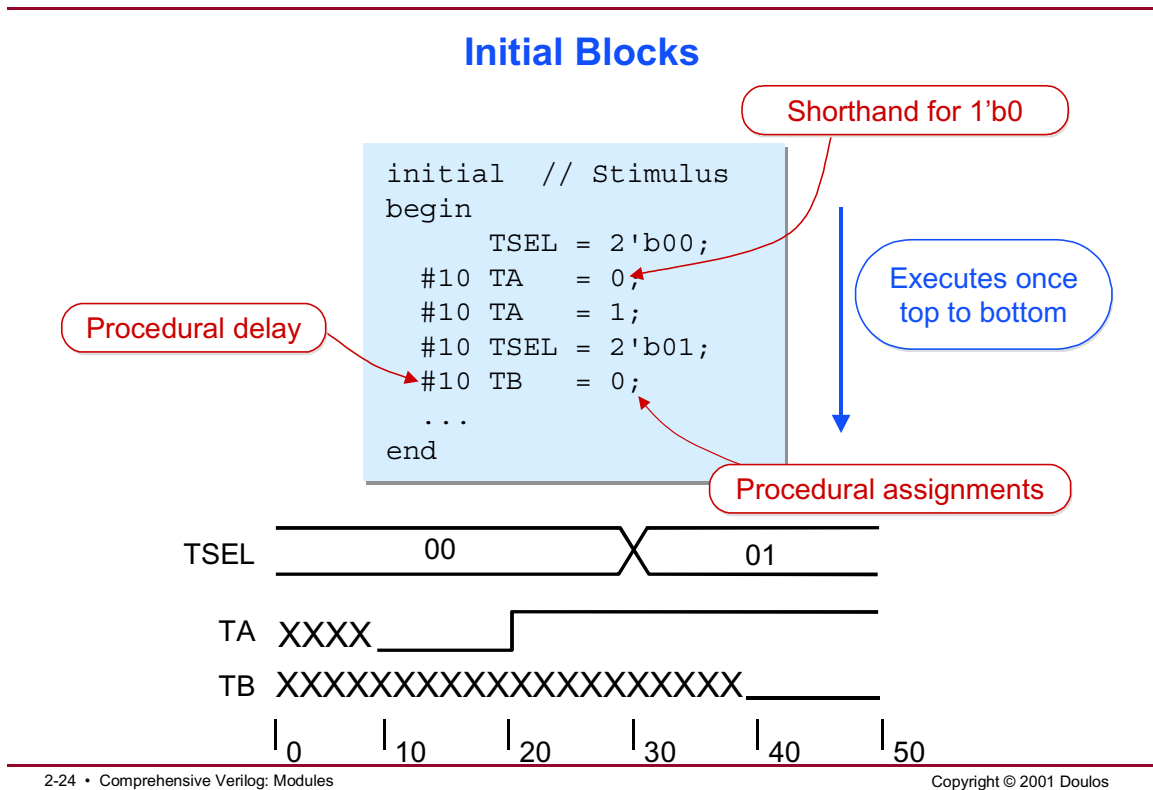 Initial Blocks
Shorthand for 1’b0
initial  // Stimulus
begin
TSEL = 2'b00;
#10 TA   = 0;
#10 TA   = 1;
#10 TSEL = 2'b01;
#10 TB   = 0;
...
end
Executes once
top to bottom
Procedural delay
Procedural assignments
TSEL 00 01
TA XXXX
TB XXXXXXXXXXXXXXXXXXXX
0 10 20 30 40 50
2-24 • Comprehensive Verilog: Modules
Copyright © 2001 Doulos